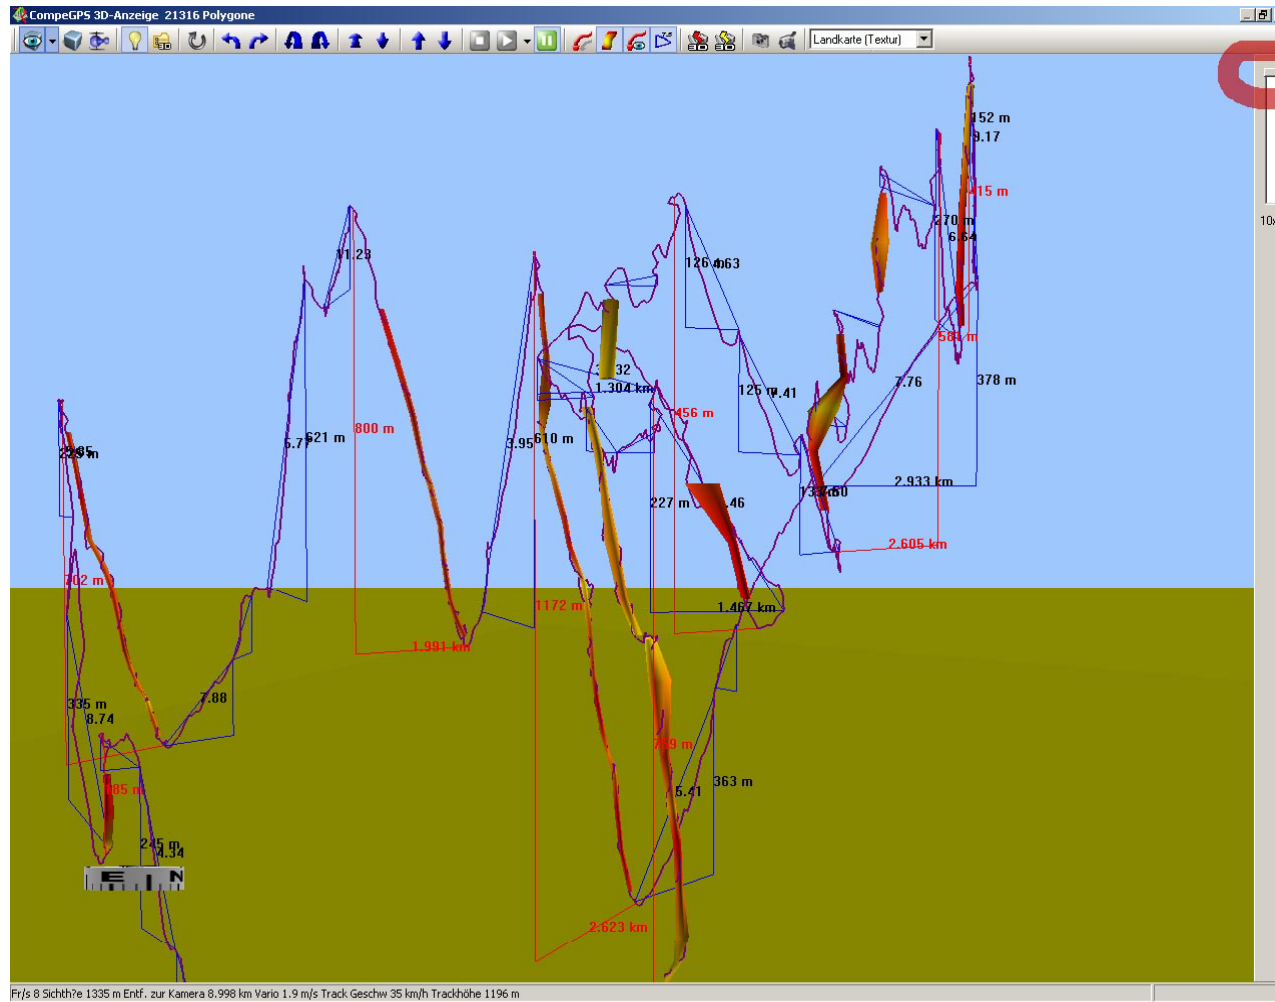 CompeGPS 3D-Anzeige 21316 Polygone
Landkarte (Textur)
152 m
9.17
415 m
10x
270 m
6.64
11.23
126 m
4.63
581 m
7.76
378 m
32
1.304 km
125 m
7.41
456 m
800 m
5.77
621 m
3.95
610 m
2.933 km
227 m
.46
2.605 km
702 m
1172 m
1.467 km
1.991 km
335 m
8.74
7.88
363 m
5.41
245 m
4.34
E
N
2.623 km
Fr/s 8 Sichth?e 1335 m Entf. zur Kamera 8.998 km Vario 1.9 m/s Track Geschw 35 km/h Trackhöhe 1196 m